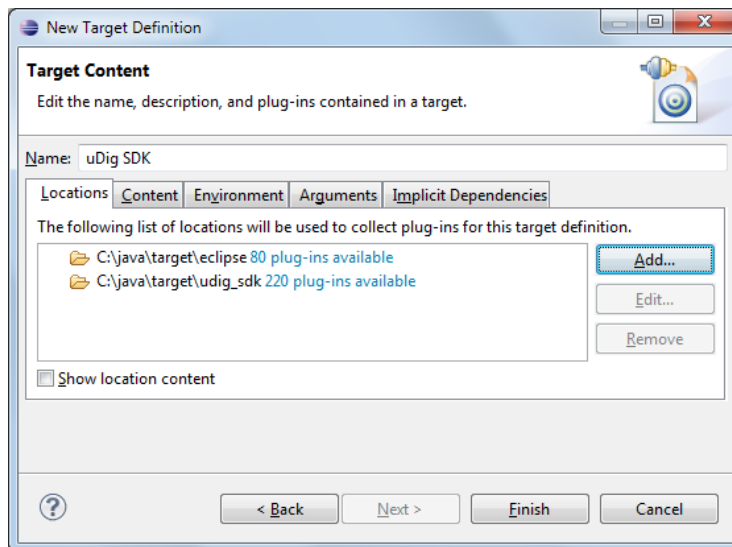 New Target Definition
Target Content
Edit the name, description, and plug-ins contained in a target.
Name: uDig SDK
Locations Content Environment Arguments Implicit Dependencies
The following list of locations will be used to collect plug-ins for this target definition.
C:\java\target\eclipse 80 plug-ins available
C:\java\target\udig_sdk 220 plug-ins available
Add...
Edit...
Remove
Show location content
? < Back Next > Finish Cancel